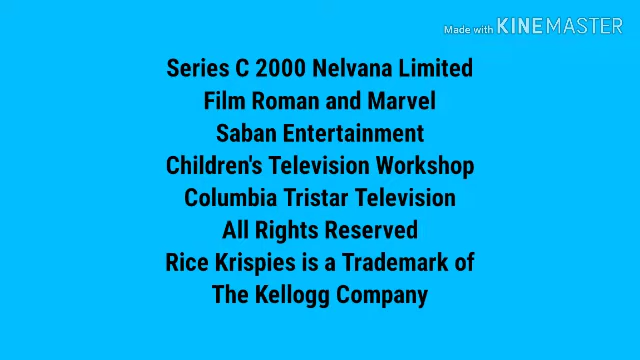 Made with KINEMASTER
Series C 2000 Nelvana Limited
Film Roman and Marvel
Saban Entertainment
Children's Television Workshop
Columbia Tristar Television
All Rights Reserved
Rice Krispies is a Trademark of
The Kellogg Company